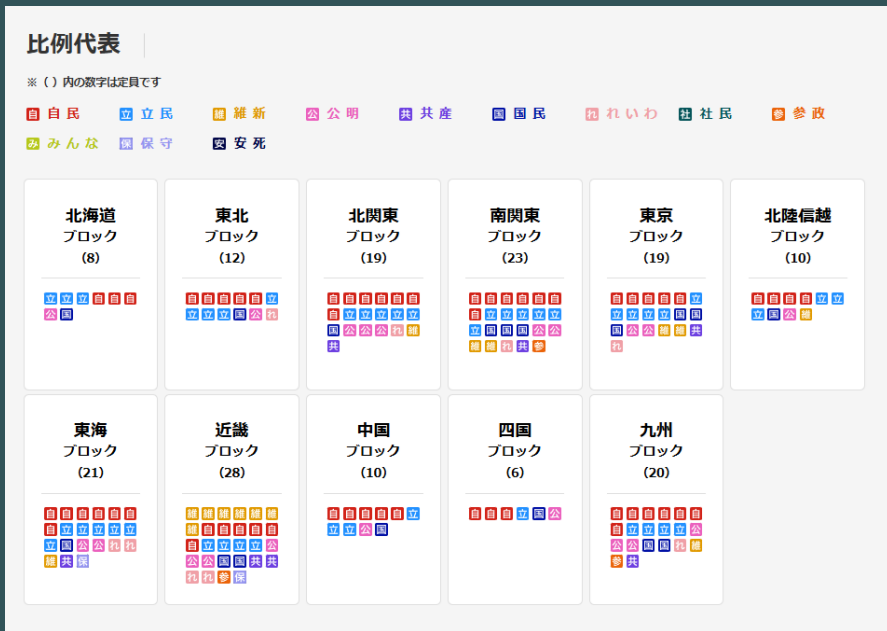 比例代表
※（）内の数字は定員です
自 自民 立 立民 維 維新 公 公明 共 共産 国 国民 れ れいわ 社 社民 参 参政
み みんな 保 保守 安 安死
北海道
ブロック
(8)
立立立自自自
公国
東北
ブロック
(12)
自自自自自立
立立立国公れ
北関東
ブロック
(19)
自自自自自自
自立立立立立
国公公公れ維
共
南関東
ブロック
(23)
自自自自自自
自立立立立立
立国国国公公
維維れ共参
東京
ブロック
(19)
自自自自自立
立立立立国国
国公公維維共
れ
北陸信越
ブロック
(10)
自自自自立立
立国公維
東海
ブロック
(21)
自自自自自自
自立立立立立
立国公公れれ
維共保
近畿
ブロック
(28)
維維維維維維
維自自自自自
自立立立立公
公公国国共共
れれ参保
中国
ブロック
(10)
自自自自自立
立立公国
四国
ブロック
(6)
自自自立国公
九州
ブロック
(20)
自自自自自自
自立立立立公
公公国国れ維
参共